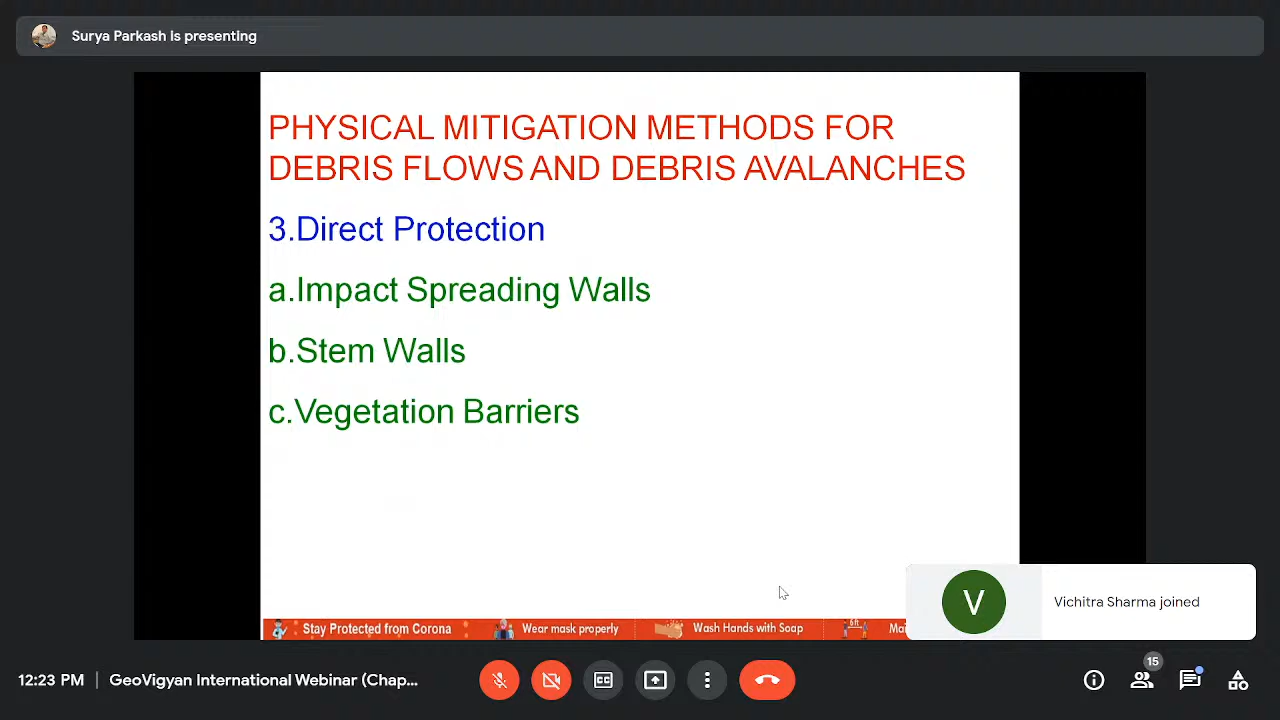 Surya Parkash is presenting
PHYSICAL MITIGATION METHODS FOR
DEBRIS FLOWS AND DEBRIS AVALANCHES
3.Direct Protection
a.Impact Spreading Walls
b.Stem Walls
c.Vegetation Barriers
V
Vichitra Sharma joined
Stay Protected from Corona
Wear mask properly
Wash Hands with Soap
6ft
Mai
12:23 PM
GeoVigyan International Webinar (Chap...
15